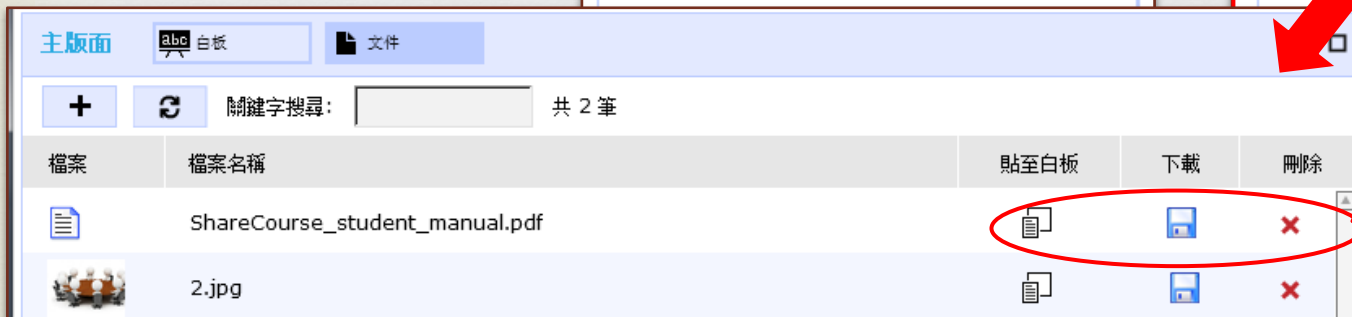 主版面 abc 白板 文件
關鍵字搜尋: 共 2 筆
檔案 檔案名稱 貼至白板 下載 刪除
ShareCourse_student_manual.pdf
2.jpg